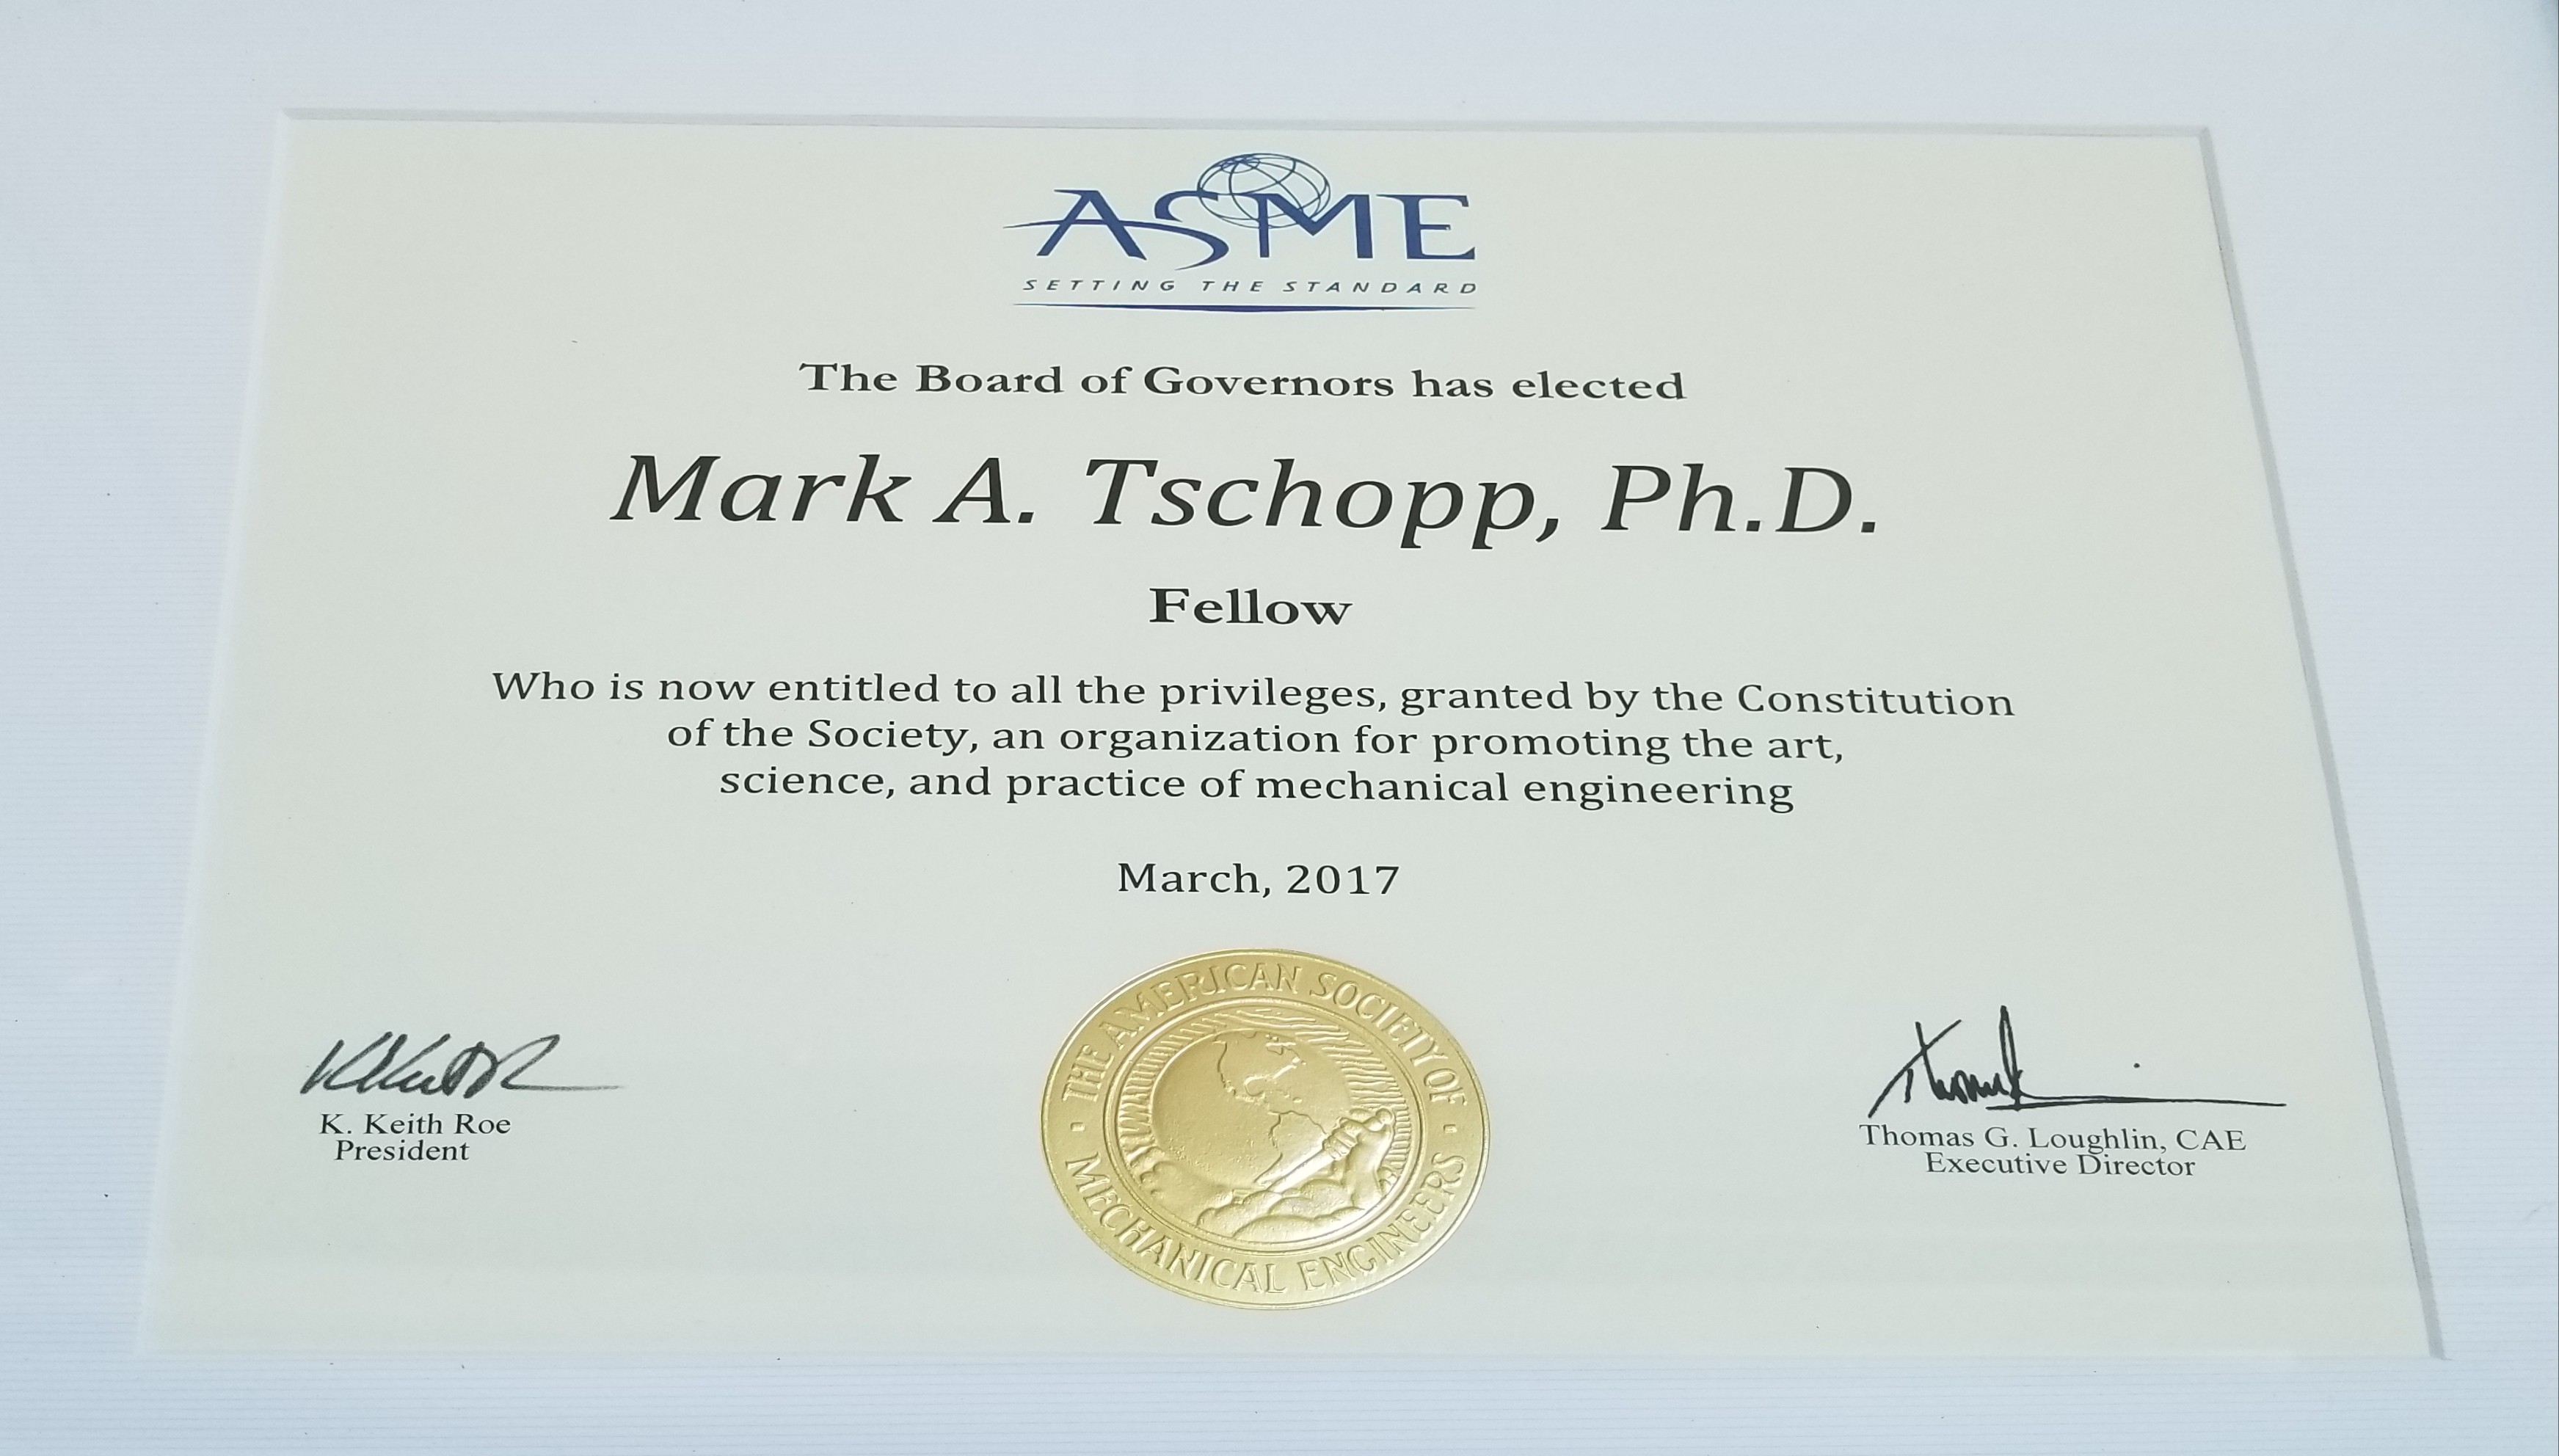 ASME
SETTING THE STANDARD
The Board of Governors has elected
Mark A. Tschopp, Ph.D.
Fellow
Who is now entitled to all the privileges, granted by the Constitution
of the Society, an organization for promoting the art,
science, and practice of mechanical engineering
March, 2017
THE AMERICAN SOCIETY OF
MECHANICAL ENGINEERS
K. Keith Roe
President
Thomas G. Loughlin, CAE
Executive Director